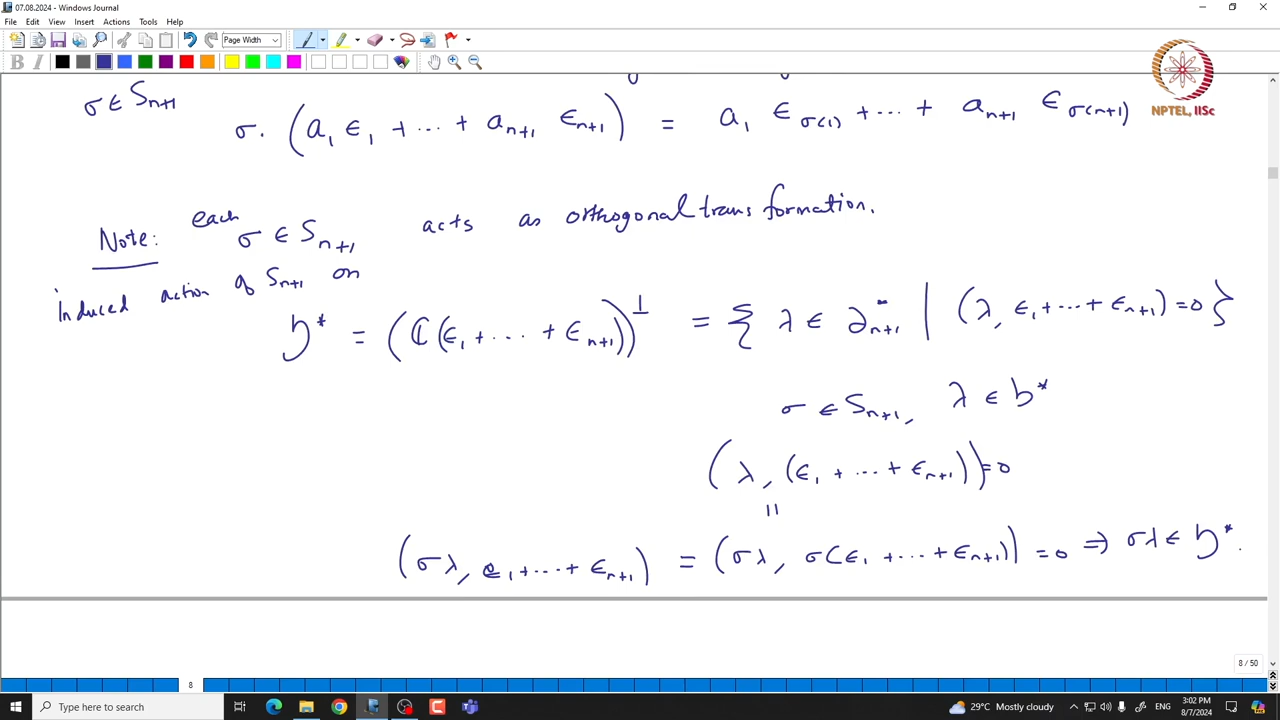 07.08.2024 - Windows Journal
File Edit View Insert Actions Tools Help
Page Width
B I
NPTEL, IISc
σ ∈ S_{n+1}
σ. (a_1 ϵ_1 + ... + a_{n+1} ϵ_{n+1}) = a_1 ϵ_{σ(1)} + ... + a_{n+1} ϵ_{σ(n+1)}
Note: each σ ∈ S_{n+1} acts as orthogonal transformation.
Induced action of S_{n+1} on
𝔥* = (ℂ(ϵ_1 + ... + ϵ_{n+1}))^⊥ = { λ ∈ ∂*_{n+1} | (λ, ϵ_1 + ... + ϵ_{n+1}) = 0 }
σ ∈ S_{n+1}, λ ∈ 𝔥*
(λ, (ϵ_1 + ... + ϵ_{n+1})) = 0
||
(σλ, ϵ_1 + ... + ϵ_{n+1}) = (σλ, σ(ϵ_1 + ... + ϵ_{n+1})) = 0 ⇒ σλ ∈ 𝔥*.
8 / 50
8
Type here to search
29°C Mostly cloudy
ENG
3:02 PM
8/7/2024